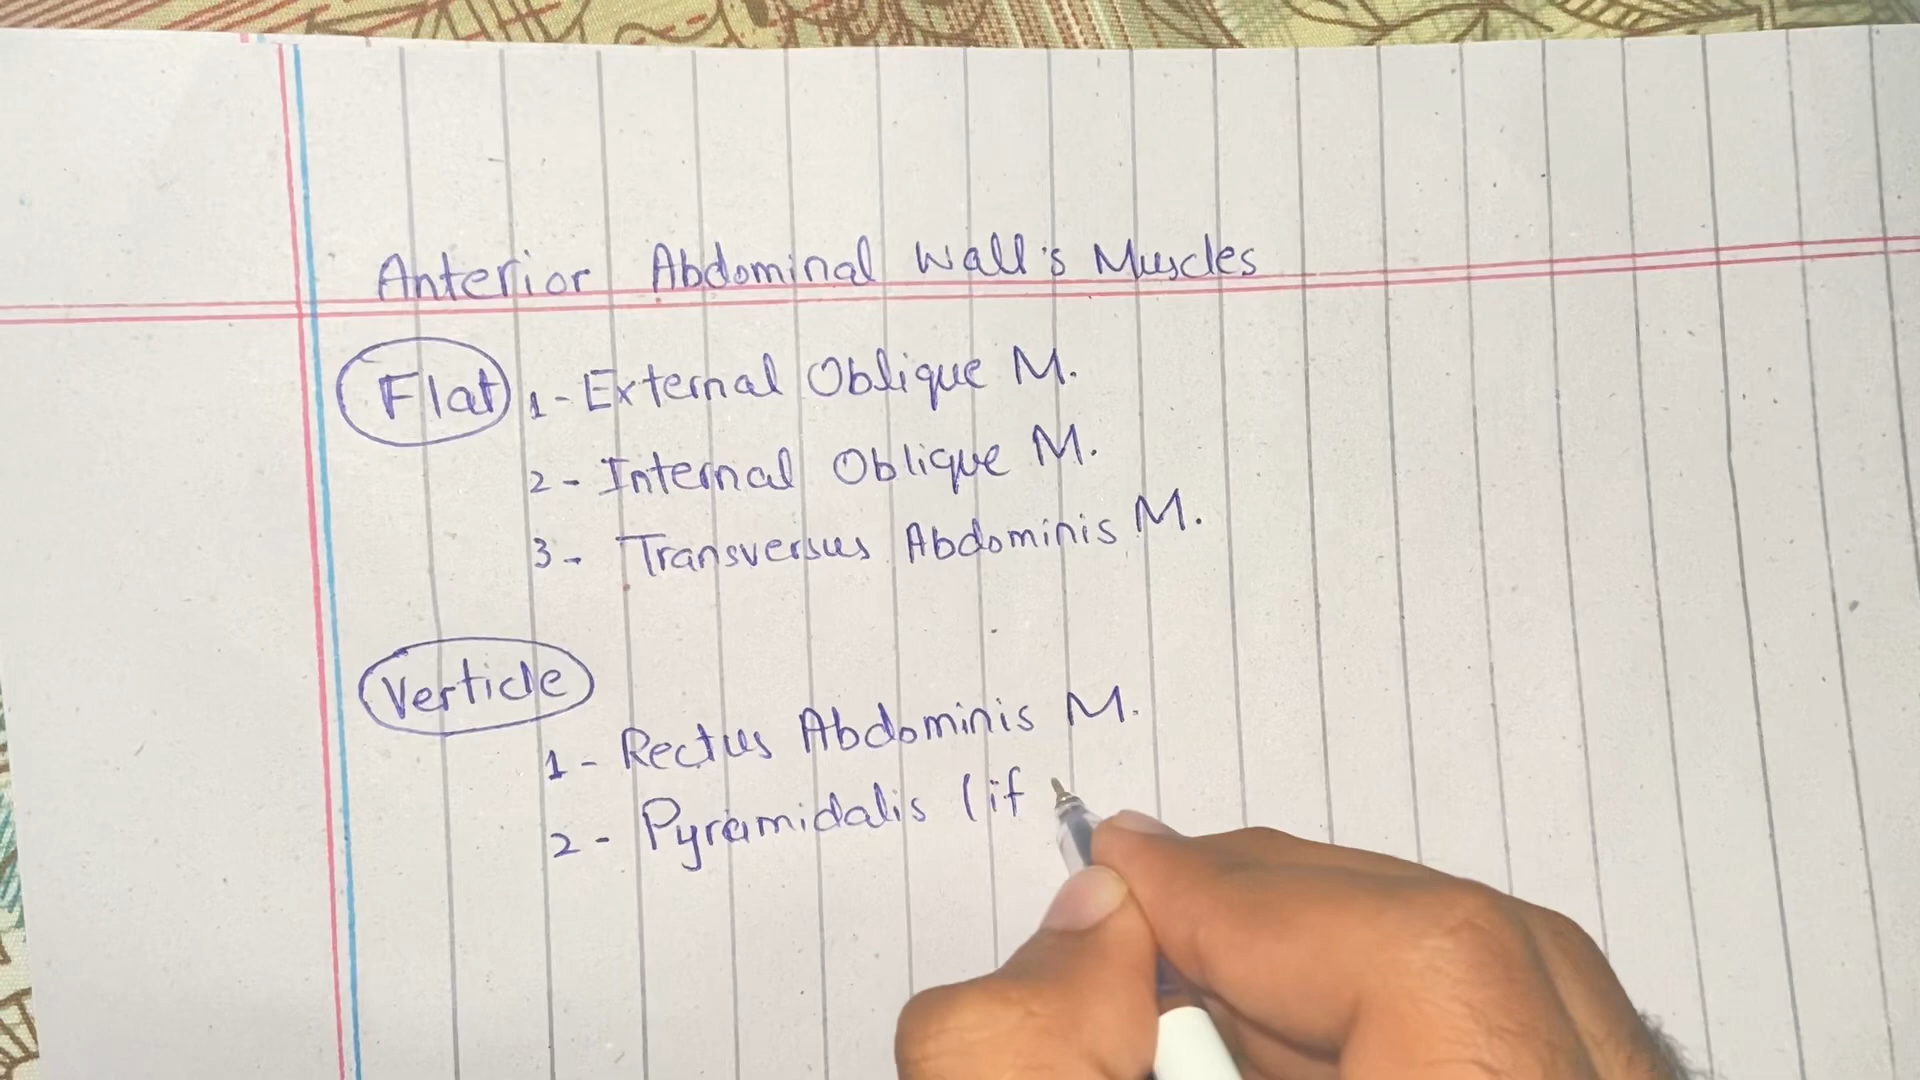 Anterior Abdominal Wall's Muscles
Flat 1- External Oblique M.
2- Internal Oblique M.
3- Transversus Abdominis M.
Verticle
1- Rectus Abdominis M.
2- Pyramidalis (if